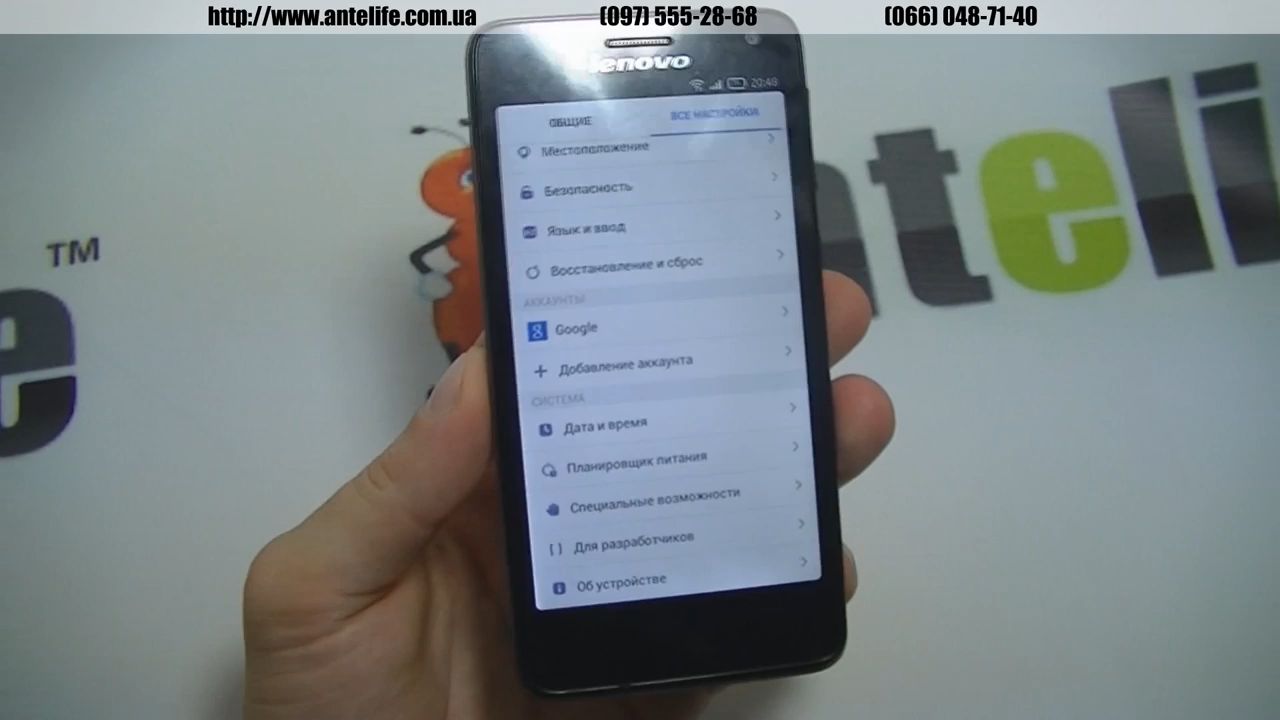 http://www.antelife.com.ua (097) 555-28-68 (066) 048-71-40
lenovo
20:48
ОБЩИЕ ВСЕ НАСТРОЙКИ
Местоположение
Безопасность
Язык и ввод
Восстановление и сброс
АККАУНТЫ
8 Google
+ Добавление аккаунта
СИСТЕМА
Дата и время
Планировщик питания
Специальные возможности
[ ] Для разработчиков
Об устройстве
TM
e
nteli